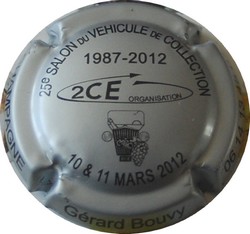 25e SALON DU VEHICULE DE COLLECTION
1987-2012
2CE
ORGANISATION
10 & 11 MARS 2012
Gérard Bouvy